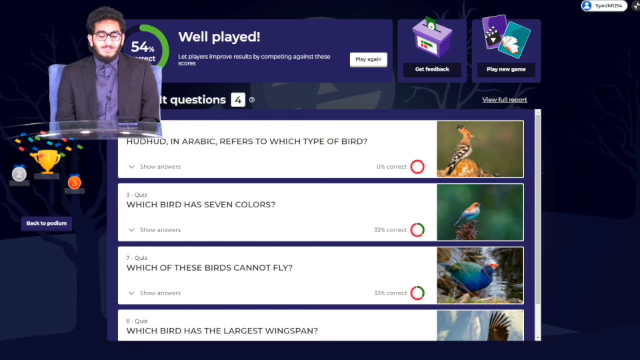 SyedM1214
54%
correct
Well played!
Let players improve results by competing against these
scores
Play again
Get feedback
Play new game
lt questions 4
View full report
HUDHUD, IN ARABIC, REFERS TO WHICH TYPE OF BIRD?
Show answers
0% correct
2
3
3 - Quiz
WHICH BIRD HAS SEVEN COLORS?
Show answers
33% correct
Back to podium
7 - Quiz
WHICH OF THESE BIRDS CANNOT FLY?
Show answers
33% correct
8 - Quiz
WHICH BIRD HAS THE LARGEST WINGSPAN?